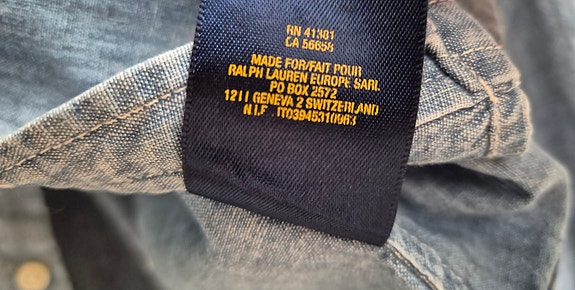 RN 41381
CA 56658
MADE FOR/FAIT POUR
RALPH LAUREN EUROPE SARL
PO BOX 2572
1211 GENEVA 2 SWITZERLAND
N.I.F. IT03945310963